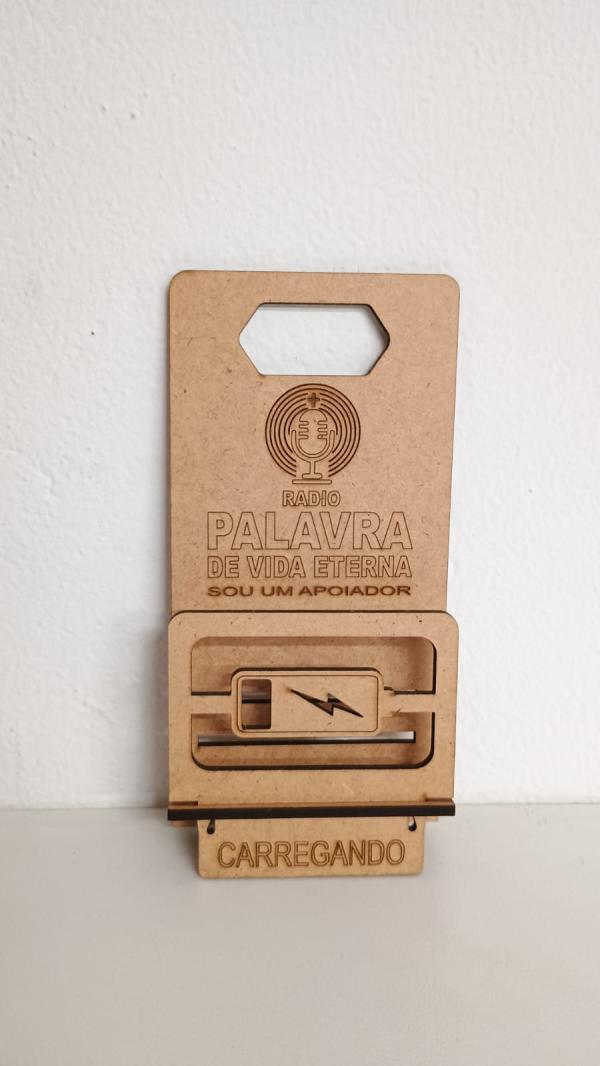 RADIO
PALAVRA
DE VIDA ETERNA
SOU UM APOIADOR
CARREGANDO